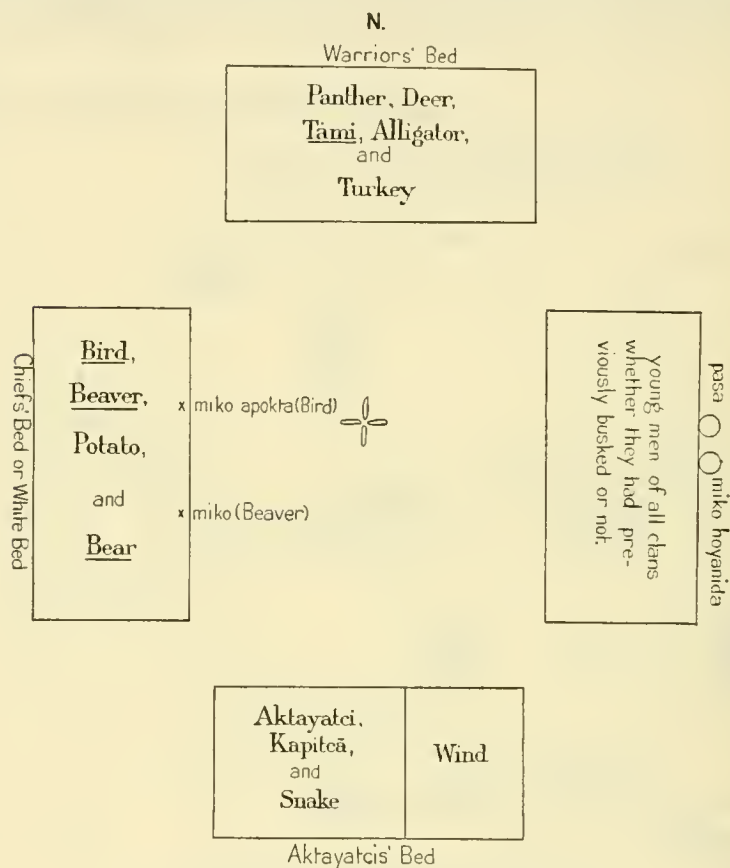 N.
Warriors' Bed
Panther, Deer,
Tāmi, Alligator,
and
Turkey
Chiefs' Bed or White Bed
Bird,
Beaver,
Potato,
and
Bear
x miko apokta (Bird)
x miko (Beaver)
young men of all clans
whether they had pre-
viously busked or not.
pasa
miko hoyanida
Aktayatci,
Kapitcā,
and
Snake
Wind
Aktayatcis' Bed